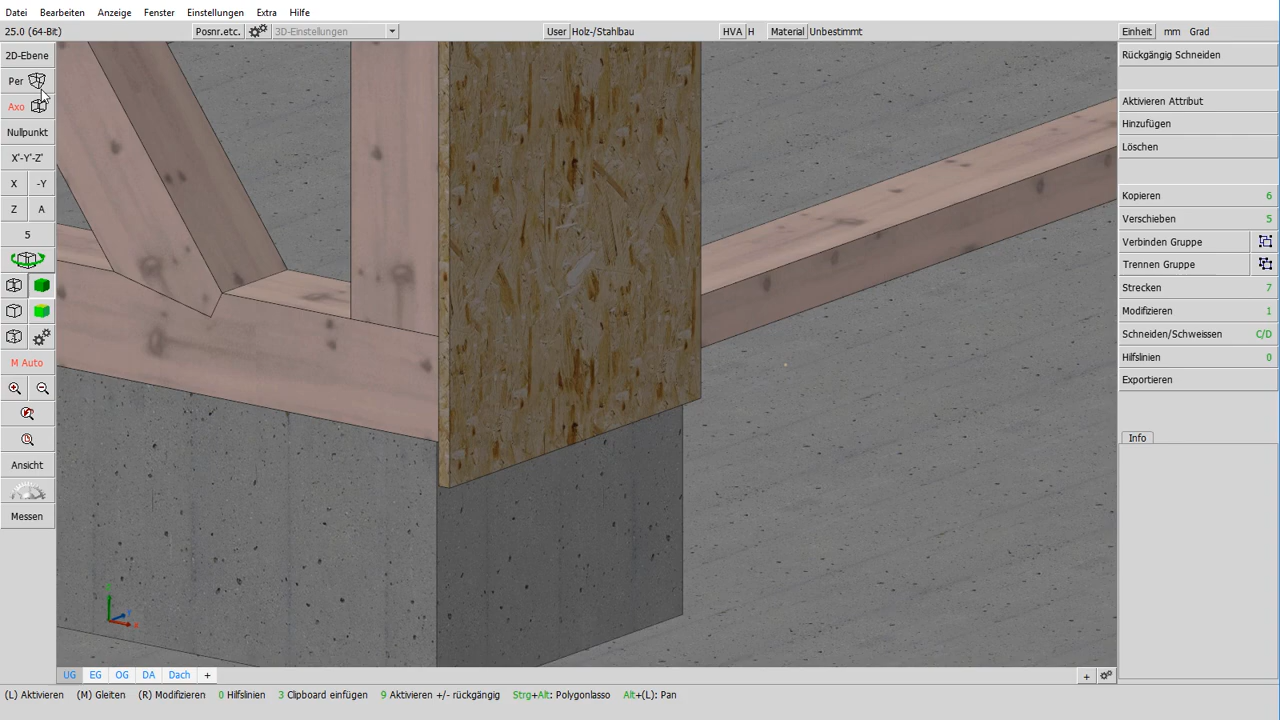 Datei Bearbeiten Anzeige Fenster Einstellungen Extra Hilfe
25.0 (64-Bit) Posnr.etc. 3D-Einstellungen User Holz-/Stahlbau HVA H Material Unbestimmt Einheit mm Grad
2D-Ebene
Per
Axo
Nullpunkt
X'-Y'-Z'
X -Y
Z A
5
M Auto
Ansicht
Messen
Rückgängig Schneiden
Aktivieren Attribut
Hinzufügen
Löschen
Kopieren 6
Verschieben 5
Verbinden Gruppe
Trennen Gruppe
Strecken 7
Modifizieren 1
Schneiden/Schweissen C/D
Hilfslinien 0
Exportieren
Info
UG EG OG DA Dach + +
(L) Aktivieren (M) Gleiten (R) Modifizieren 0 Hilfslinien 3 Clipboard einfügen 9 Aktivieren +/- rückgängig Strg+Alt: Polygonlasso Alt+(L): Pan